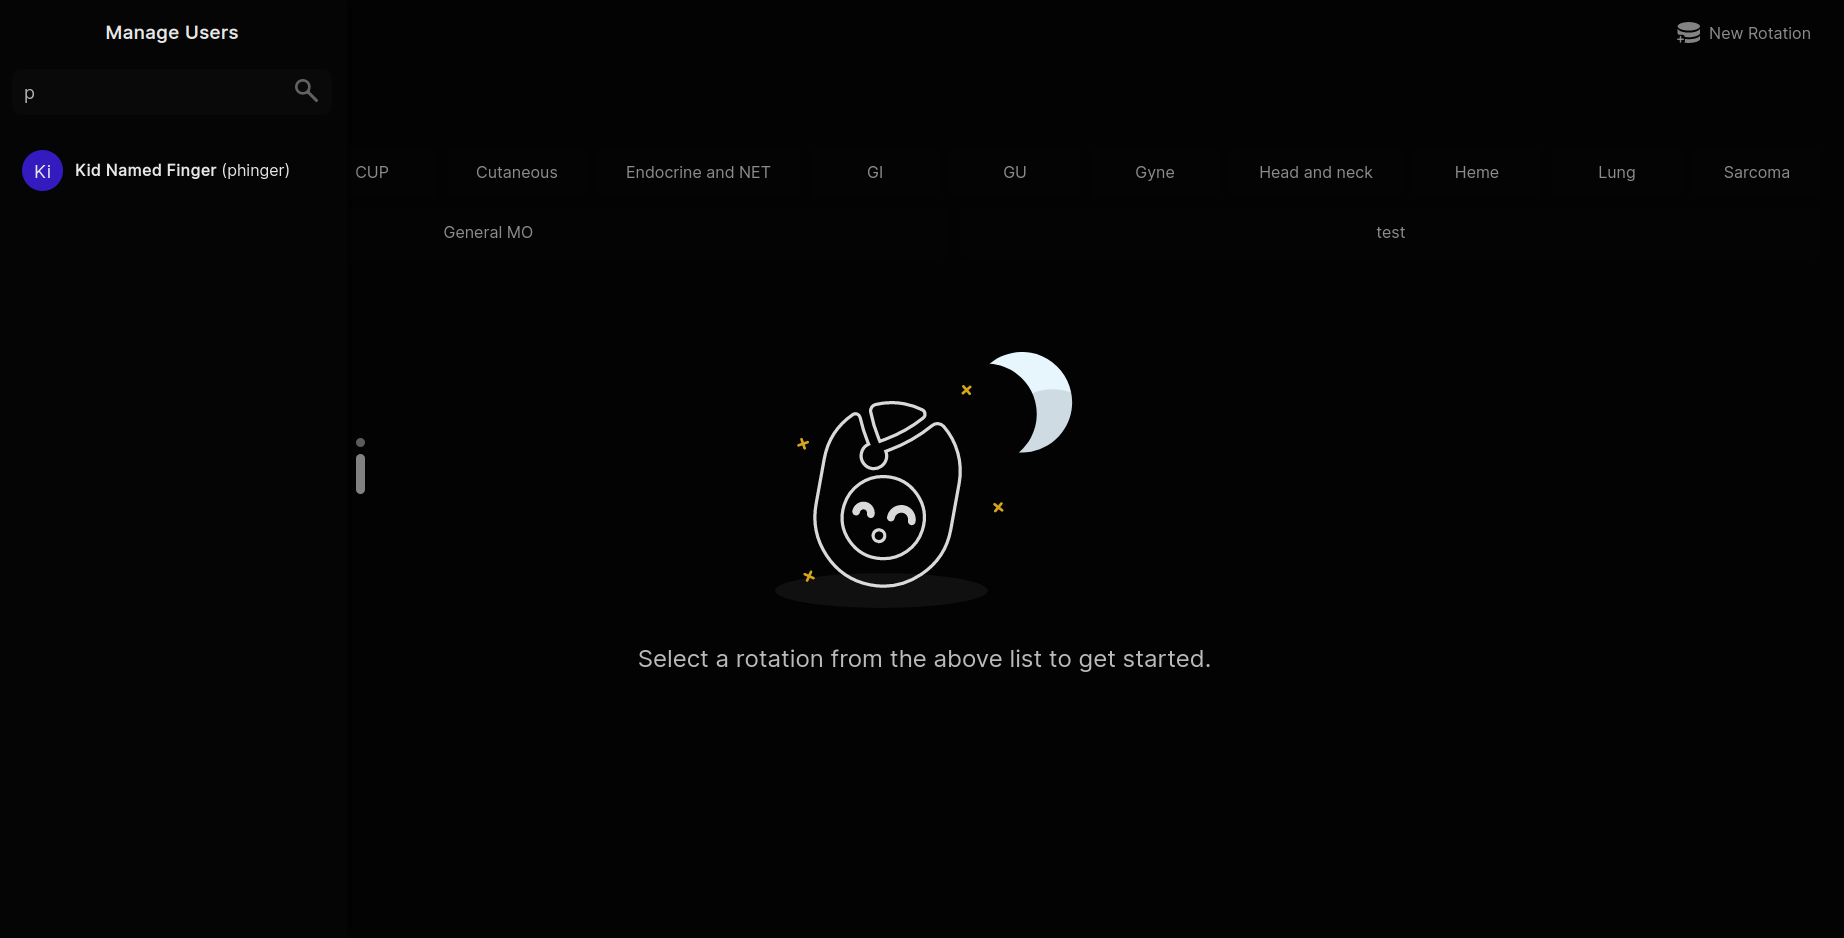 Manage Users
New Rotation
p
Ki Kid Named Finger (phinger)
CUP Cutaneous Endocrine and NET GI GU Gyne Head and neck Heme Lung Sarcoma
General MO test
Select a rotation from the above list to get started.